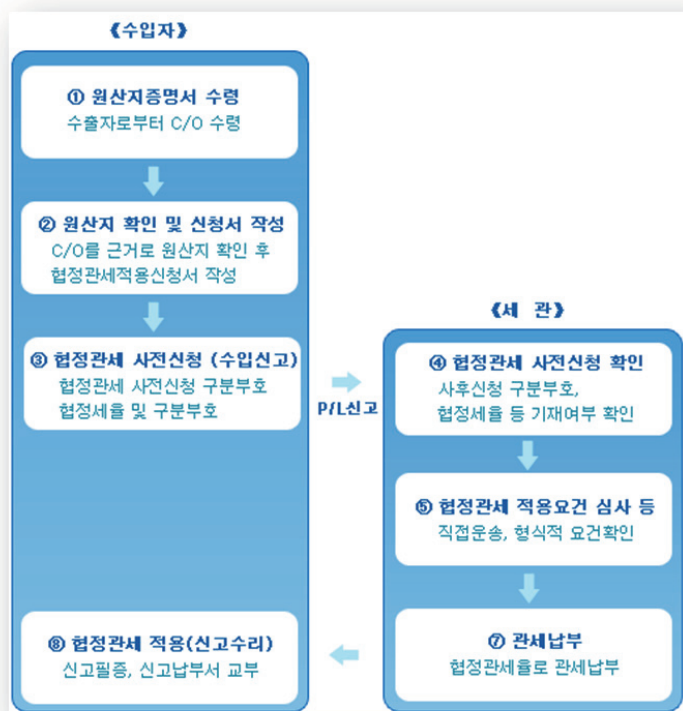 《수입자》
① 원산지증명서 수령
수출자로부터 C/O 수령
② 원산지 확인 및 신청서 작성
C/O를 근거로 원산지 확인 후
협정관세적용신청서 작성
③ 협정관세 사전신청 (수입신고)
협정관세 사전신청 구분부호
협정세율 및 구분부호
P/L신고
《세 관》
④ 협정관세 사전신청 확인
사후신청 구분부호,
협정세율 등 기재여부 확인
⑤ 협정관세 적용요건 심사 등
직접운송, 형식적 요건확인
⑦ 관세납부
협정관세율로 관세납부
⑧ 협정관세 적용(신고수리)
신고필증, 신고납부서 교부